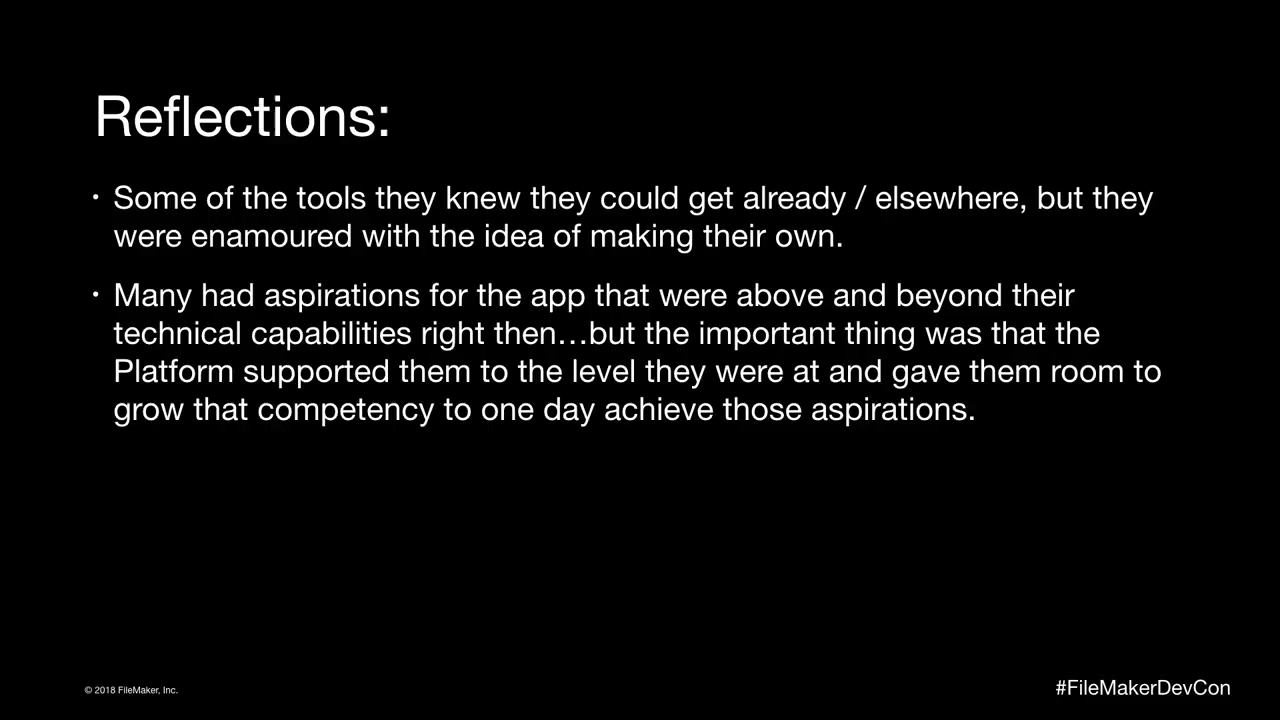 Reflections:
• Some of the tools they knew they could get already / elsewhere, but they
were enamoured with the idea of making their own.
• Many had aspirations for the app that were above and beyond their
technical capabilities right then…but the important thing was that the
Platform supported them to the level they were at and gave them room to
grow that competency to one day achieve those aspirations.
© 2018 FileMaker, Inc.
#FileMakerDevCon